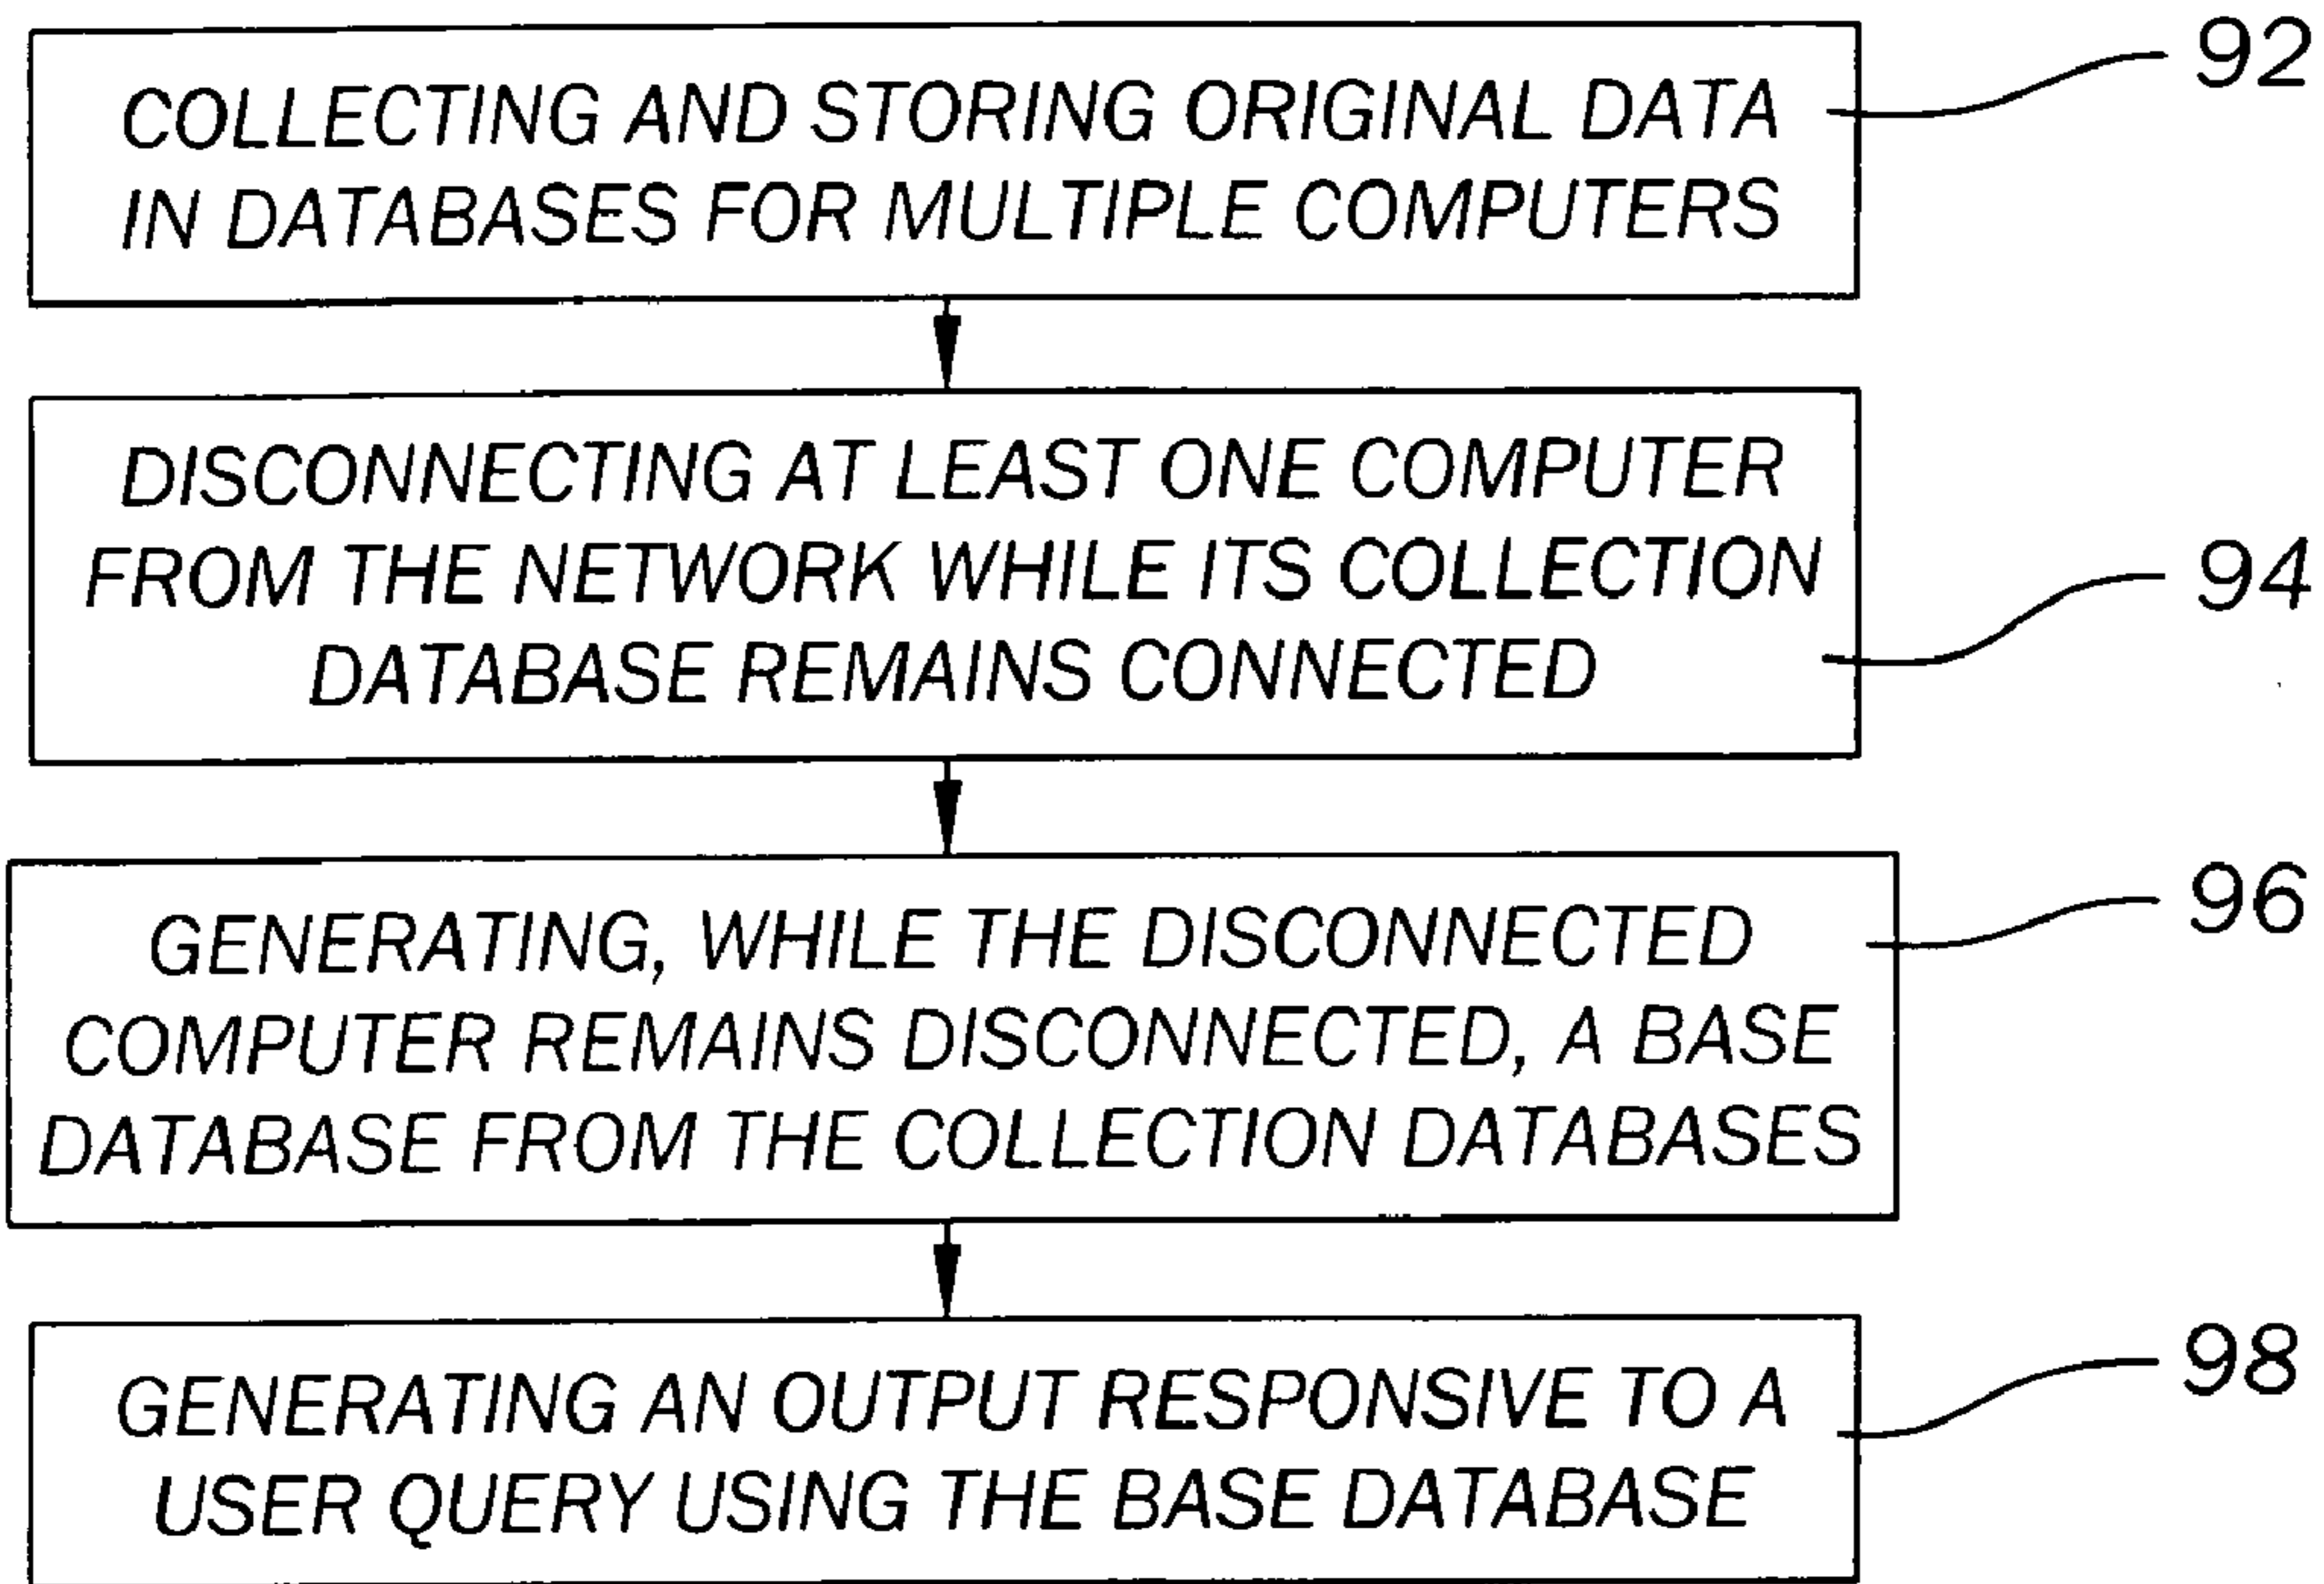 COLLECTING AND STORING ORIGINAL DATA
IN DATABASES FOR MULTIPLE COMPUTERS
92
DISCONNECTING AT LEAST ONE COMPUTER
FROM THE NETWORK WHILE ITS COLLECTION
DATABASE REMAINS CONNECTED
94
GENERATING, WHILE THE DISCONNECTED
COMPUTER REMAINS DISCONNECTED, A BASE
DATABASE FROM THE COLLECTION DATABASES
96
GENERATING AN OUTPUT RESPONSIVE TO A
USER QUERY USING THE BASE DATABASE
98